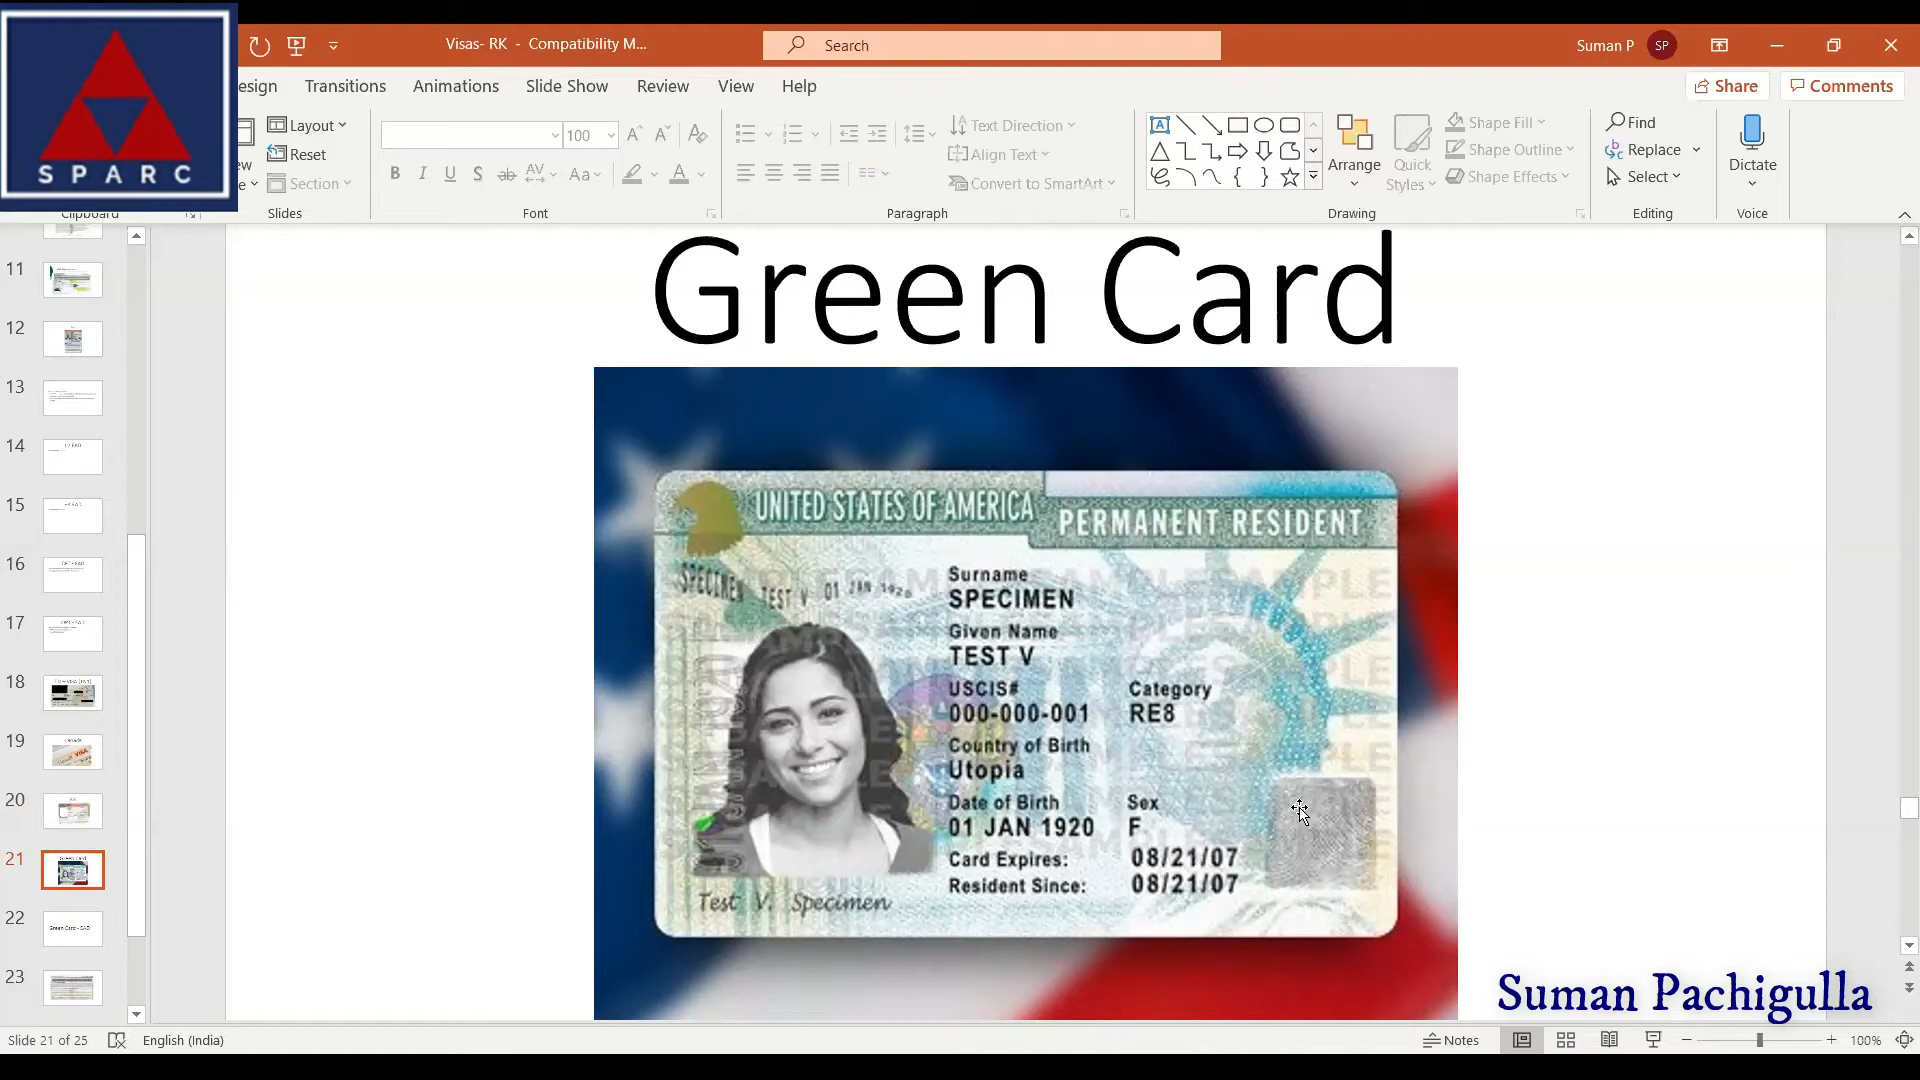 SPARC
Visas- RK - Compatibility M...
Search
Suman P
SP
esign
Transitions
Animations
Slide Show
Review
View
Help
Share
Comments
Layout
Reset
Section
Slides
100
Font
Text Direction
Align Text
Convert to SmartArt
Paragraph
Arrange
Quick
Styles
Shape Fill
Shape Outline
Shape Effects
Drawing
Find
Replace
Select
Editing
Dictate
Voice
11
12
13
14
15
16
17
18
19
20
21
22
23
Green Card
UNITED STATES OF AMERICA
PERMANENT RESIDENT
SPECIMEN TEST V 01 JAN 1920
Surname
SPECIMEN
Given Name
TEST V
USCIS#
000-000-001
Category
RE8
Country of Birth
Utopia
Date of Birth
01 JAN 1920
Sex
F
Card Expires: 08/21/07
Resident Since: 08/21/07
Test V. Specimen
Suman Pachigulla
Slide 21 of 25
English (India)
Notes
100%